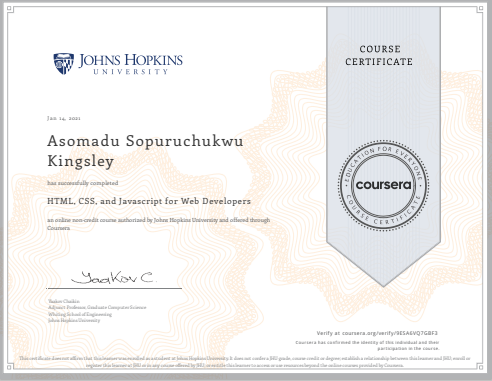 JOHNS HOPKINS
UNIVERSITY
COURSE
CERTIFICATE
Jan 14, 2021
Asomadu Sopuruchukwu
Kingsley
has successfully completed
HTML, CSS, and Javascript for Web Developers
an online non-credit course authorized by Johns Hopkins University and offered through
Coursera
EDUCATION FOR EVERYONE
coursera
COURSE CERTIFICATE
Yaakov C.
Yaakov Chaikin
Adjunct Professor, Graduate Computer Science
Whiting School of Engineering
Johns Hopkins University
Verify at coursera.org/verify/9ESA6VQ7GBF3
Coursera has confirmed the identity of this individual and their
participation in the course.
This certificate does not affirm that this learner was enrolled as a student at Johns Hopkins University. It does not confer a JHU grade, course credit or degree, establish a relationship between this learner and JHU, enroll or
register this learner at or in any course offered by JHU, or entitle this learner to access or use resources beyond the online courses provided by Coursera.